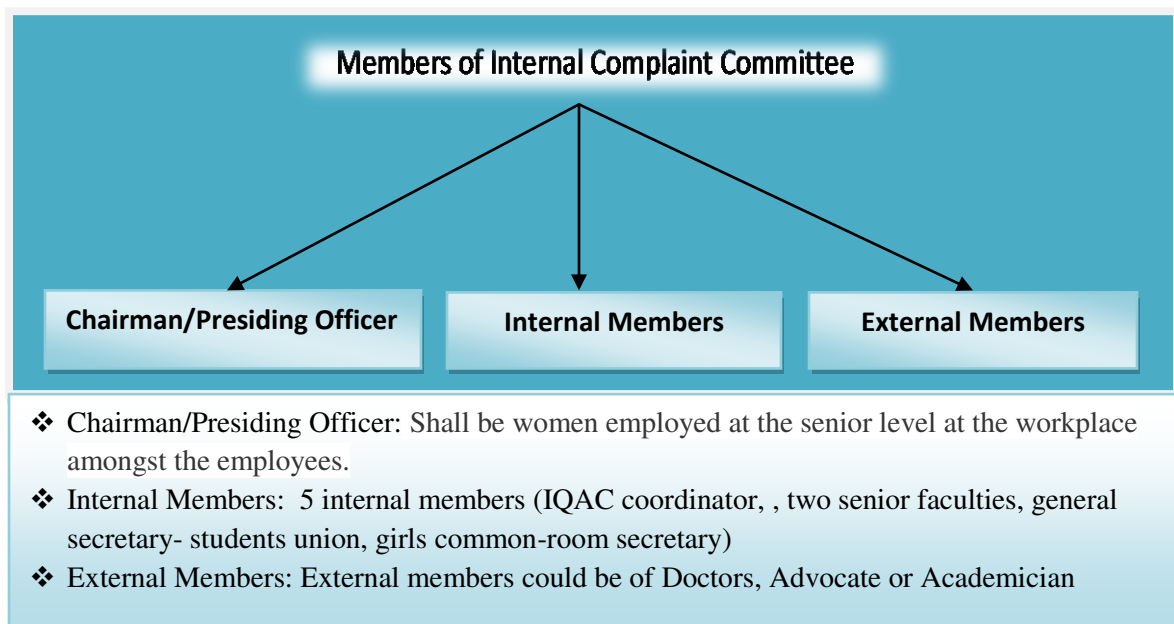 Members of Internal Complaint Committee
Chairman/Presiding Officer
Internal Members
External Members
❖ Chairman/Presiding Officer: Shall be women employed at the senior level at the workplace
amongst the employees.
❖ Internal Members: 5 internal members (IQAC coordinator, , two senior faculties, general
secretary- students union, girls common-room secretary)
❖ External Members: External members could be of Doctors, Advocate or Academician